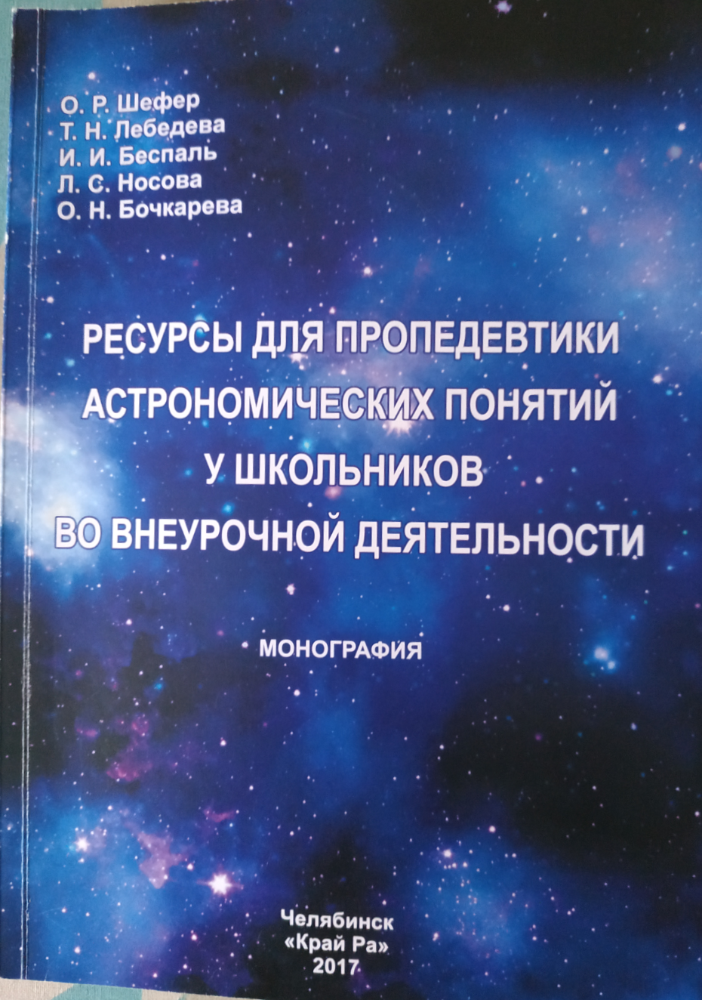 О. Р. Шефер
Т. Н. Лебедева
И. И. Беспаль
Л. С. Носова
О. Н. Бочкарева
РЕСУРСЫ ДЛЯ ПРОПЕДЕВТИКИ
АСТРОНОМИЧЕСКИХ ПОНЯТИЙ
У ШКОЛЬНИКОВ
ВО ВНЕУРОЧНОЙ ДЕЯТЕЛЬНОСТИ
МОНОГРАФИЯ
Челябинск
«Край Ра»
2017